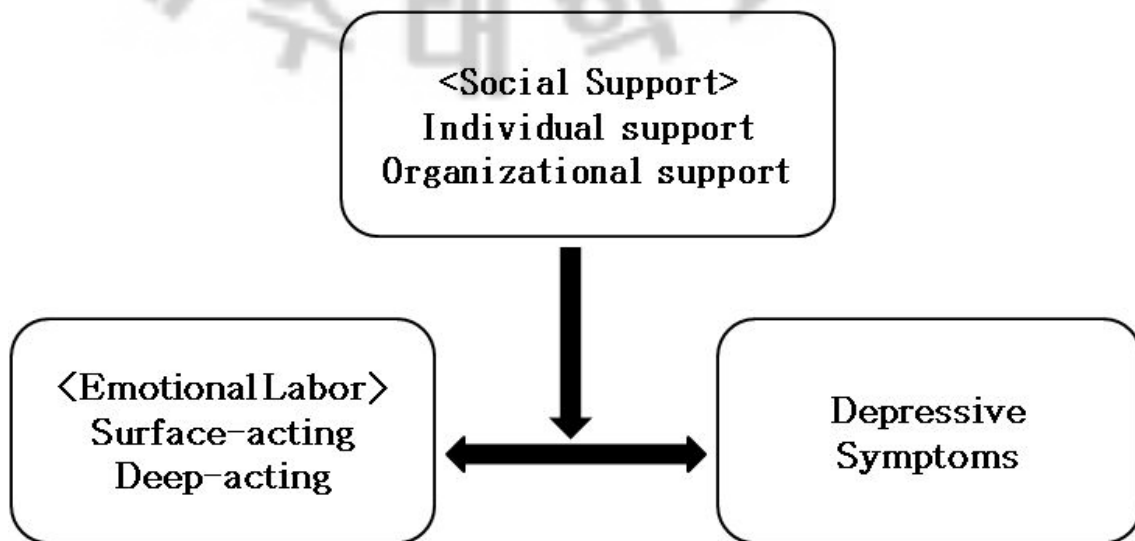 <Social Support>
Individual support
Organizational support
<Emotional Labor>
Surface-acting
Deep-acting
Depressive
Symptoms